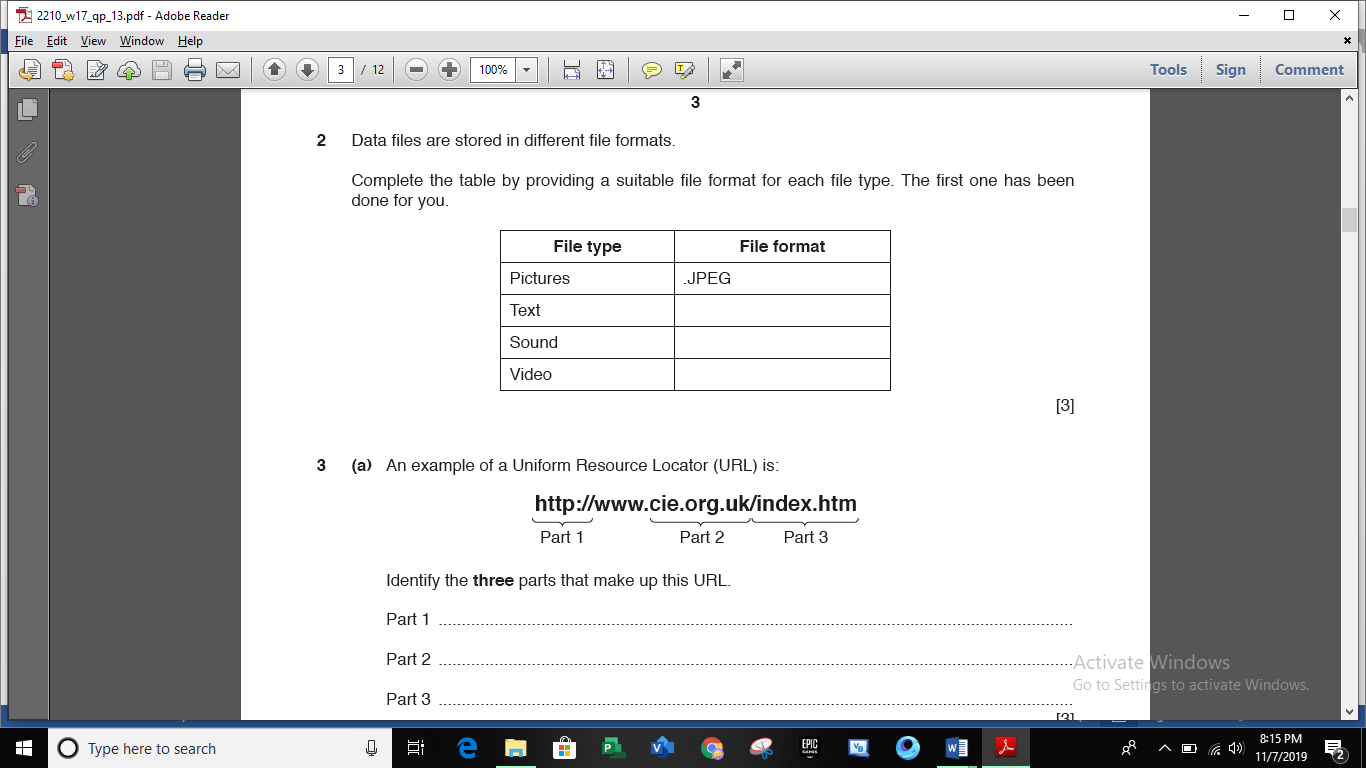 2210_w17_qp_13.pdf - Adobe Reader
File Edit View Window Help
3 / 12 100% Tools Sign Comment
3
2 Data files are stored in different file formats.
Complete the table by providing a suitable file format for each file type. The first one has been
done for you.
File type File format
Pictures .JPEG
Text
Sound
Video
[3]
3 (a) An example of a Uniform Resource Locator (URL) is:
http://www.cie.org.uk/index.htm
Part 1 Part 2 Part 3
Identify the three parts that make up this URL.
Part 1 ..........
Part 2 ..........
Activate Windows
Go to Settings to activate Windows.
Part 3 ..........
[3]
Type here to search
EPIC GAMES
8:15 PM
11/7/2019
2